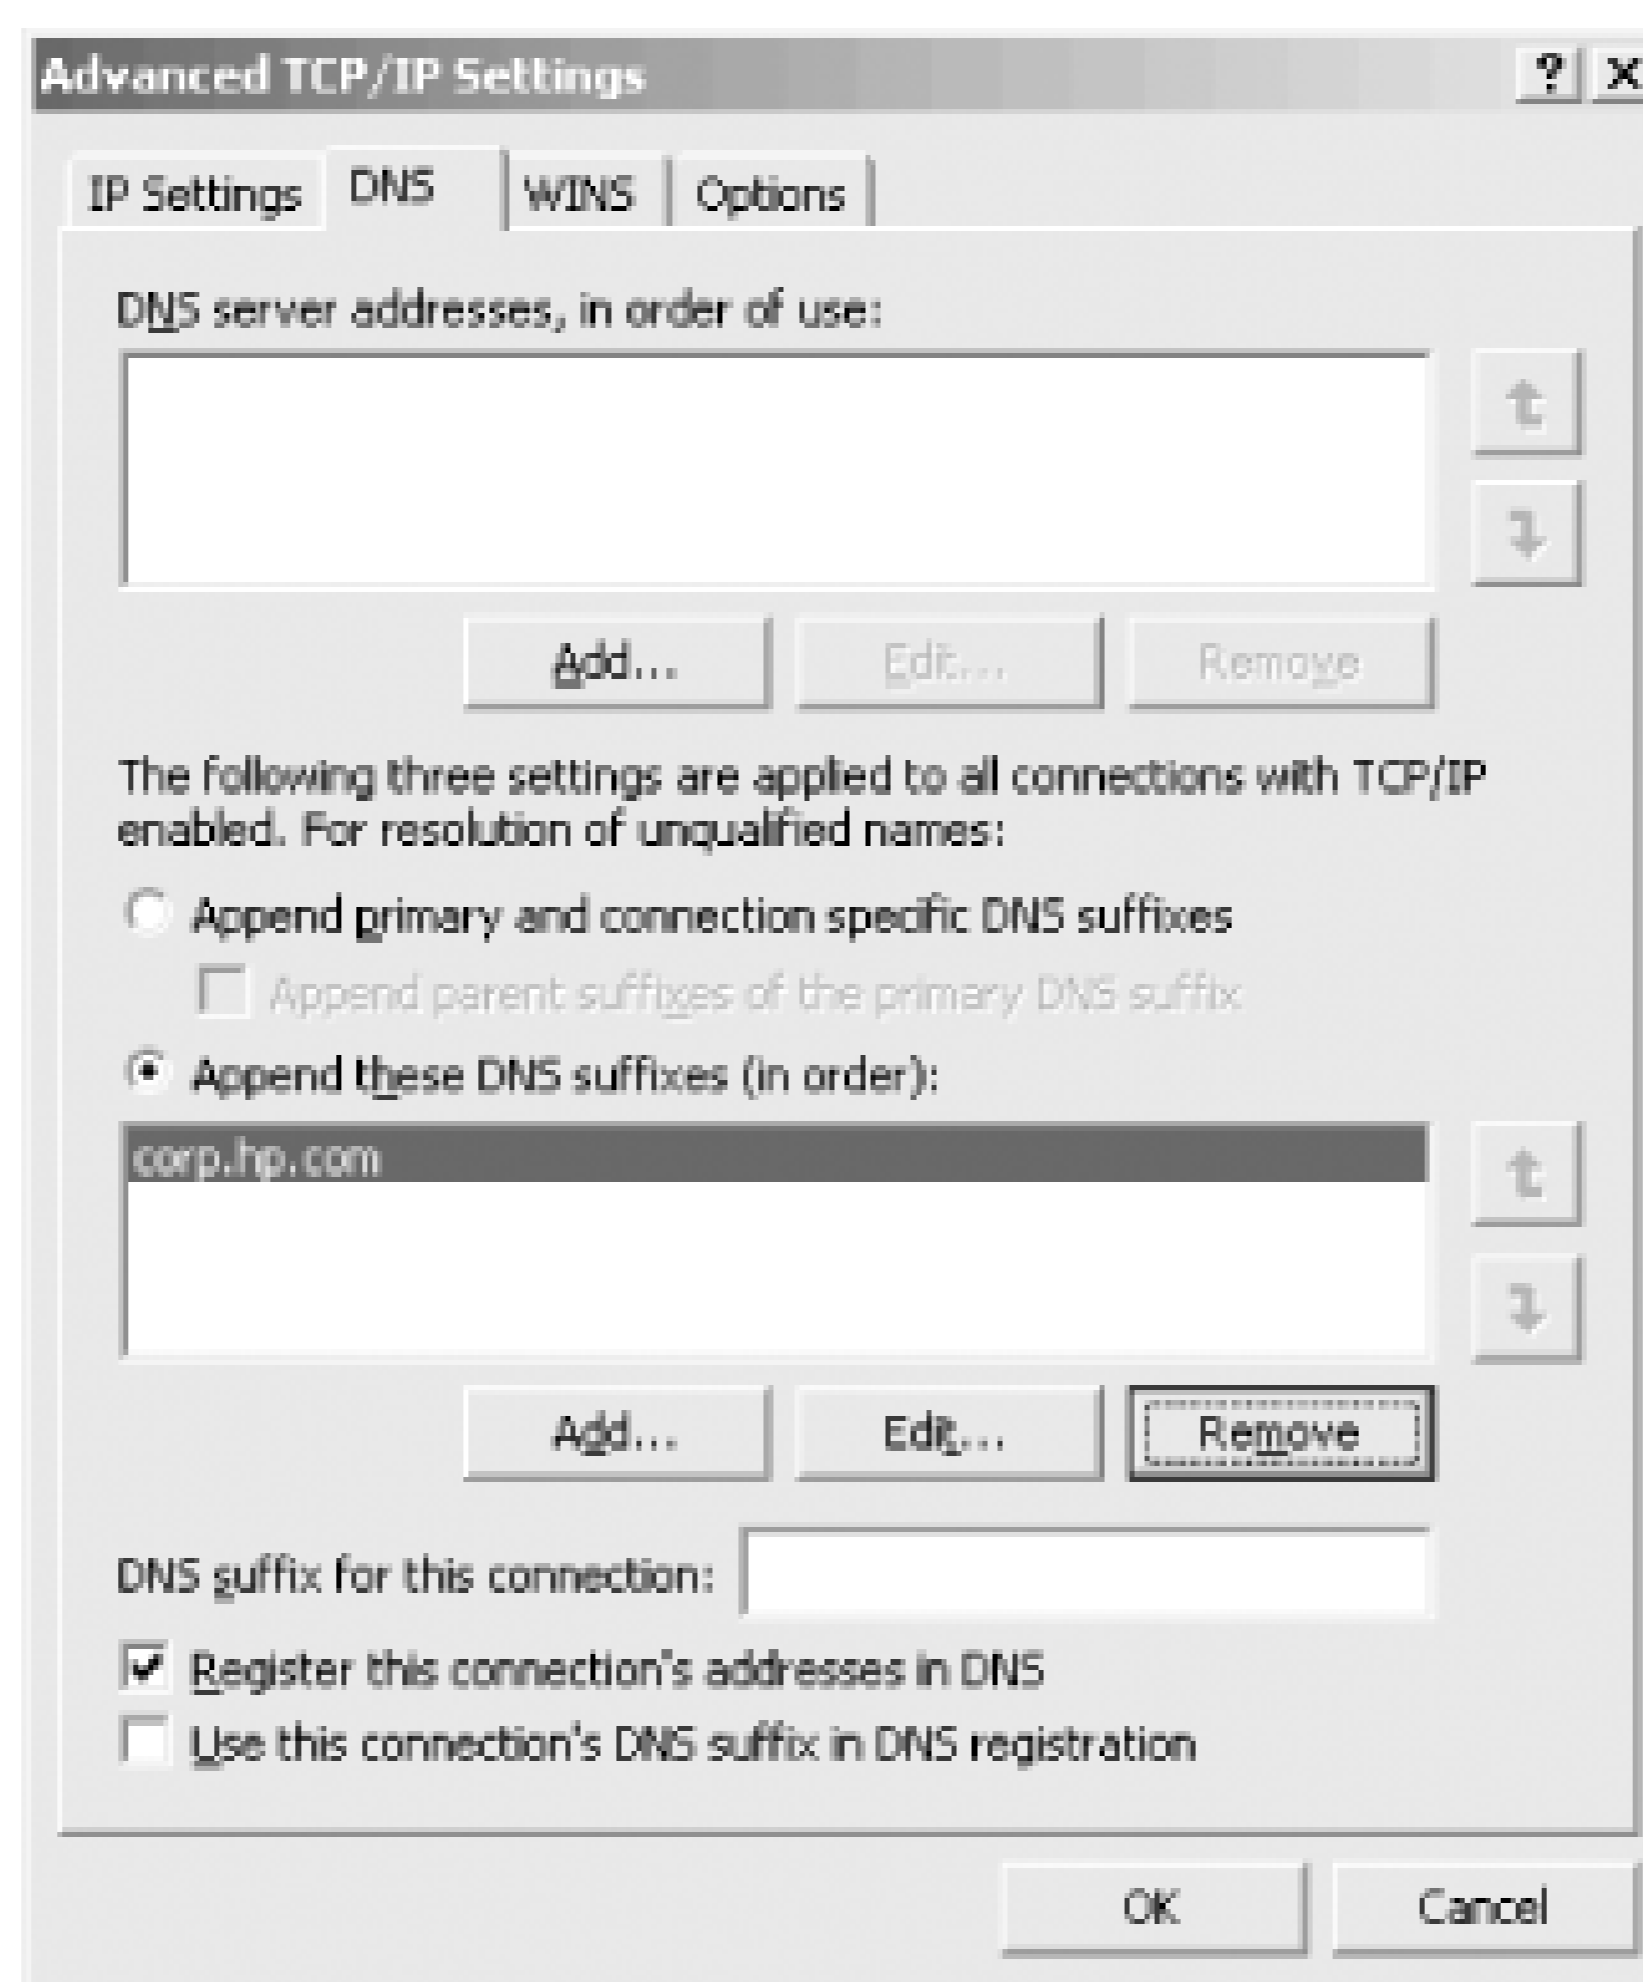 Advanced TCP/IP Settings ? X
IP Settings DNS WINS Options
DNS server addresses, in order of use:
Add... Edit... Remove
The following three settings are applied to all connections with TCP/IP
enabled. For resolution of unqualified names:
Append primary and connection specific DNS suffixes
Append parent suffixes of the primary DNS suffix
Append these DNS suffixes (in order):
corp.hp.com
Add... Edit... Remove
DNS suffix for this connection:
Register this connection's addresses in DNS
Use this connection's DNS suffix in DNS registration
OK Cancel